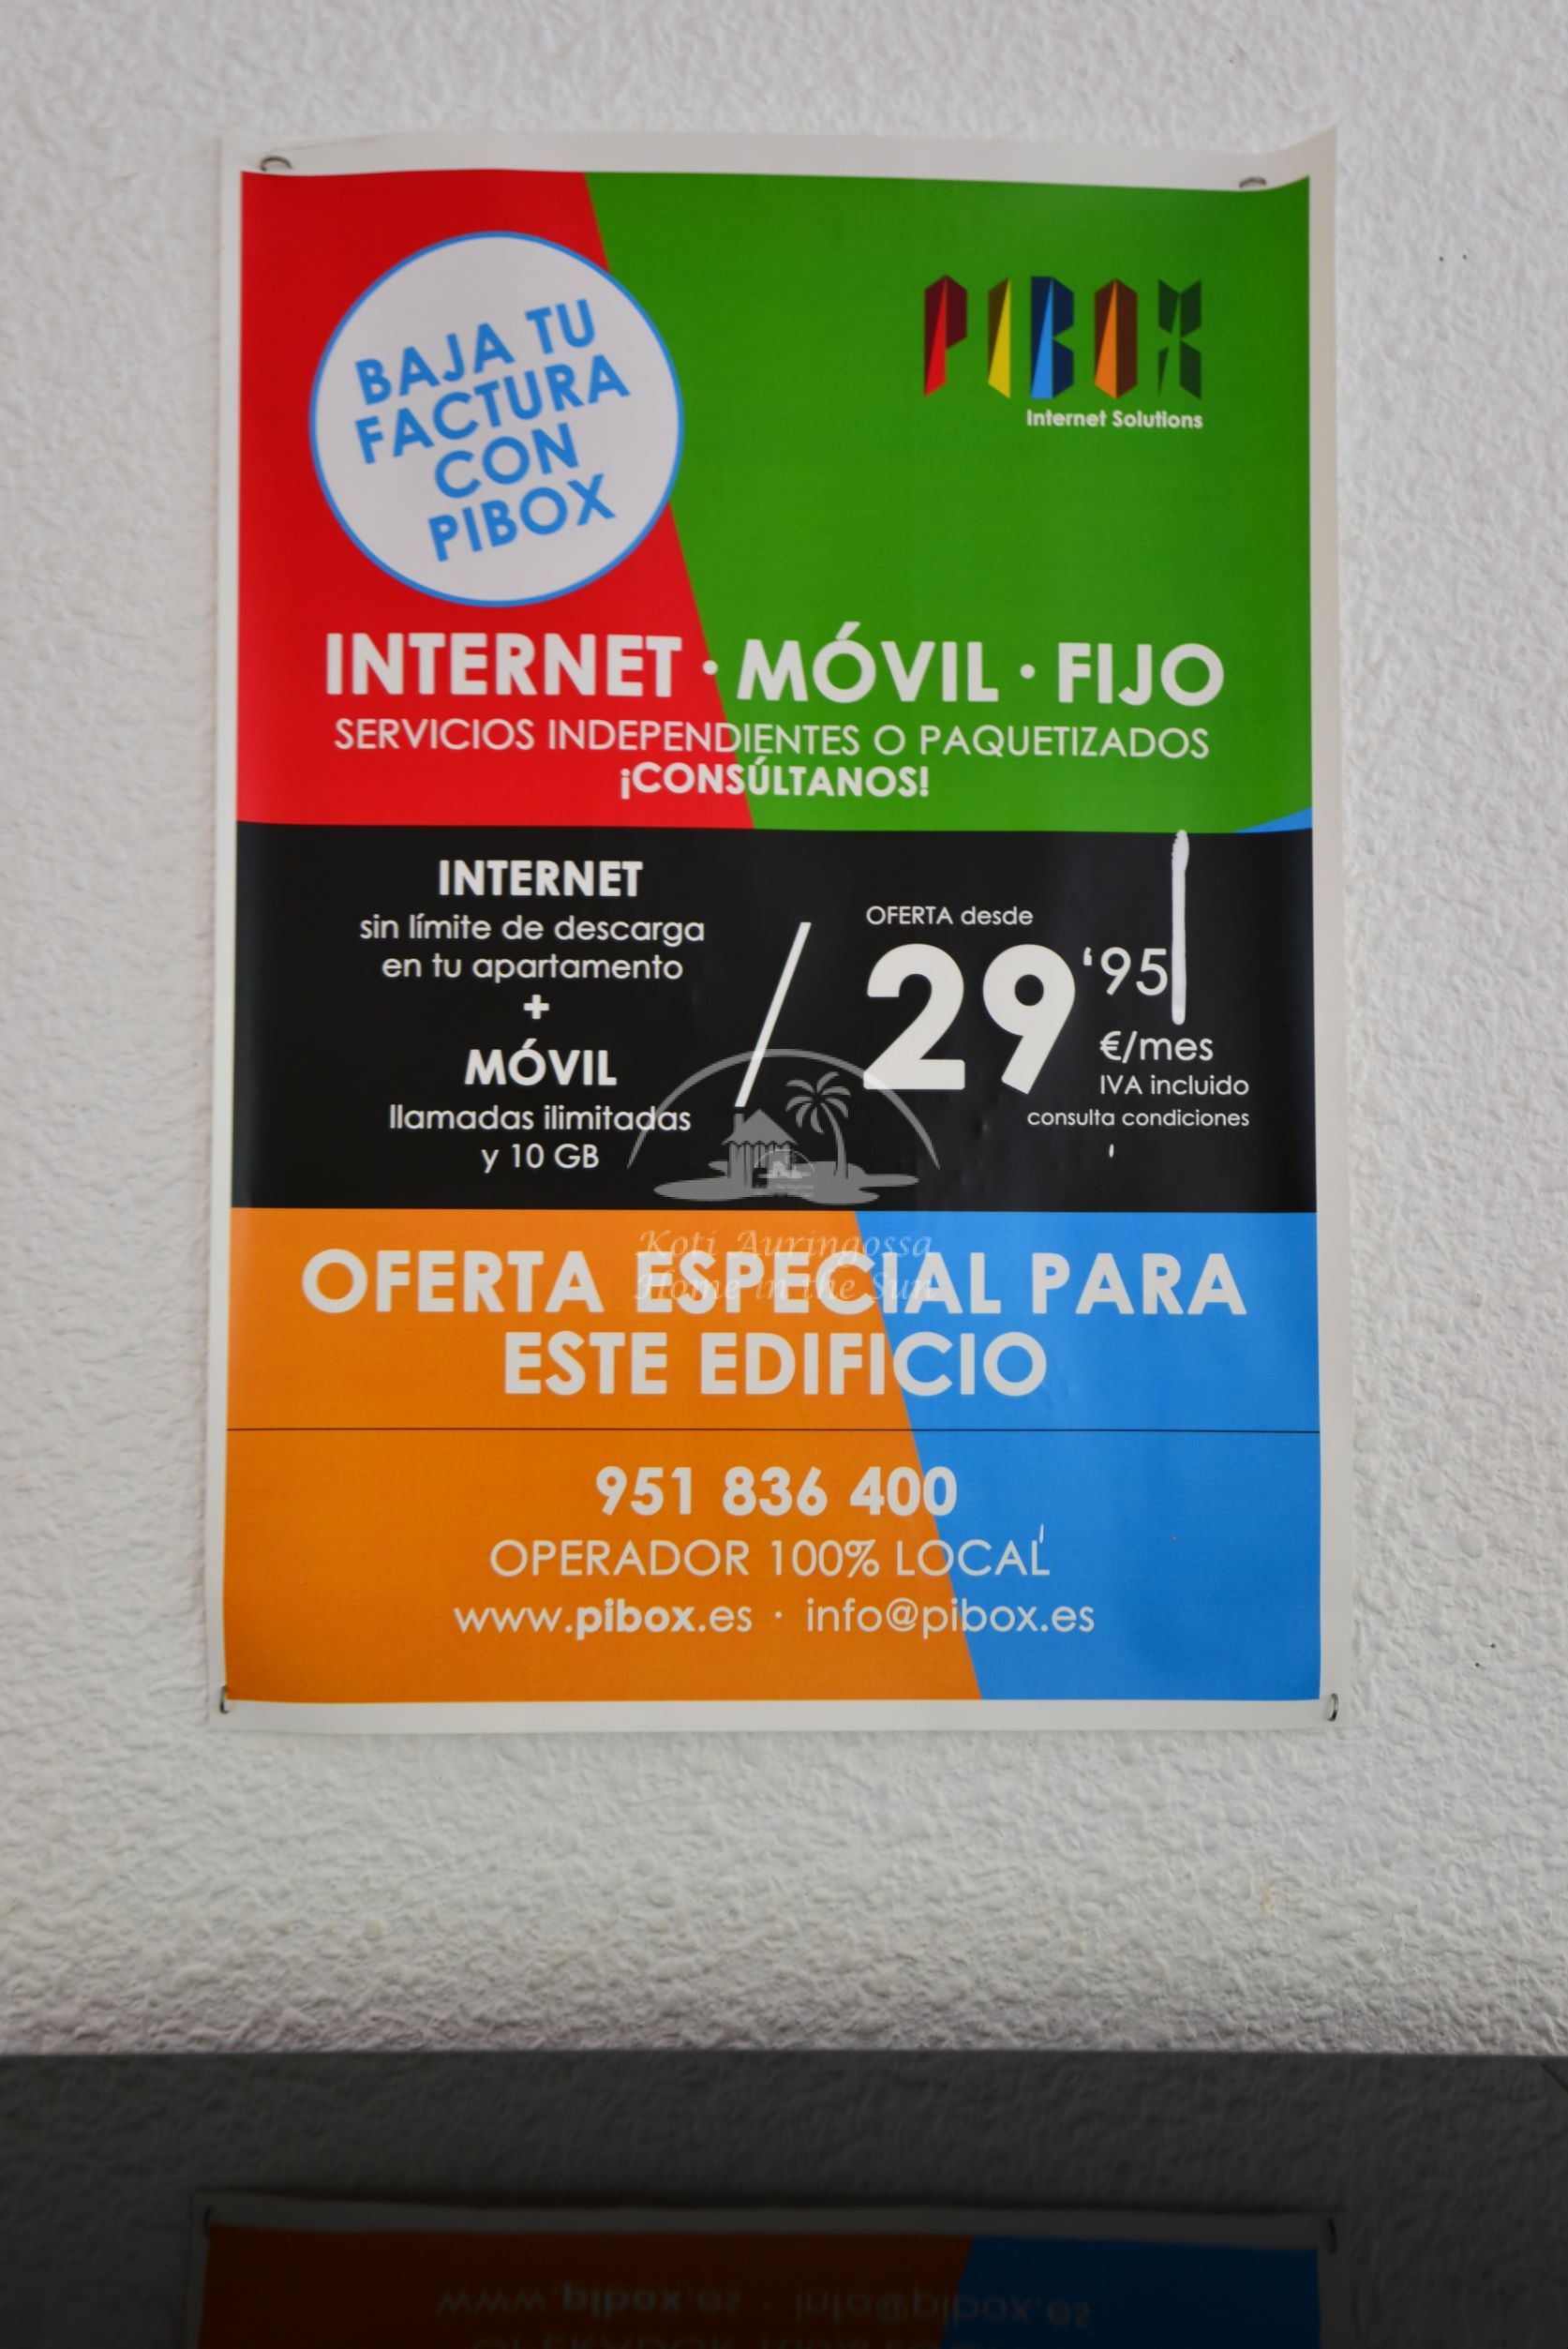 BAJA TU
FACTURA
CON
PIBOX
PIBOX
Internet Solutions
INTERNET · MÓVIL · FIJO
SERVICIOS INDEPENDIENTES O PAQUETIZADOS
¡CONSÚLTANOS!
INTERNET
sin límite de descarga
en tu apartamento
+
MÓVIL
llamadas ilimitadas
y 10 GB
/
OFERTA desde
29‘95
€/mes
IVA incluido
consulta condiciones
Koti Auringossa
Home in the Sun
OFERTA ESPECIAL PARA
ESTE EDIFICIO
951 836 400
OPERADOR 100% LOCAL
www.pibox.es · info@pibox.es